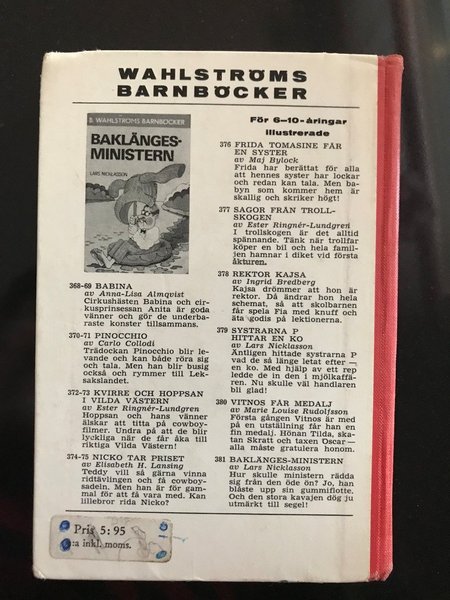 WAHLSTRÖMS
BARNBÖCKER
B. WAHLSTRÖMS BARNBÖCKER
BAKLÄNGES-
MINISTERN
LARS NICKLASSON
368-69 BABINA
av Anna-Lisa Almqvist
Cirkushästen Babina och cir-
kusprinsessan Anita är goda
vänner och gör de underba-
raste konster tillsammans.
370-71 PINOCCHIO
av Carlo Collodi
Trädockan Pinocchio blir le-
vande och kan både röra sig
och tala. Men han blir busig
också och rymmer till Lek-
sakslandet.
372-73 KVIRRE OCH HOPPSAN
I VILDA VÄSTERN
av Ester Ringnér-Lundgren
Hoppsan och hans vänner
älskar att titta på cowboy-
filmer. Undra på att de blir
lyckliga när de får åka till
riktiga Vilda Västern!
374-75 NICKO TAR PRISET
av Elisabeth H. Lansing
Teddy vill så gärna vinna
ridtävlingen och få cowboy-
sadeln. Men han är för gam-
mal för att få vara med. Kan
lillebror rida Nicko?
Pris 5:95
:a inkl. moms.
För 6—10-åringar
illustrerade
376 FRIDA TOMASINE FÅR
EN SYSTER
av Maj Bylock
Frida har berättat för alla
att hennes syster har lockar
och redan kan tala. Men ba-
byn som kommer hem är
skallig och skriker högt!
377 SAGOR FRÅN TROLL-
SKOGEN
av Ester Ringnér-Lundgren
I trollskogen är det alltid
spännande. Tänk när trollfar
köper en bil och hela famil-
jen hamnar i diket vid första
åkturen.
378 REKTOR KAJSA
av Ingrid Bredberg
Kajsa drömmer att hon är
rektor. Då ändrar hon hela
schemat, så att skolbarnen
får spela Fia med knuff och
äta godis på lektionerna.
379 SYSTRARNA P
HITTAR EN KO
av Lars Nicklasson
Äntligen hittade systrarna P
vad de så länge letat efter —
en ko. Med hjälp av ett rep
ledde de in den i mjölkaffä-
ren. Nu skulle väl handlaren
bli glad!
380 VITNOS FÅR MEDALJ
av Marie Louise Rudolfsson
Första gången Vitnos är med
på en utställning får han en
fin medalj. Hönan Tilda, ska-
tan Skratt och taxen Oscar —
alla måste gratulera honom.
381 BAKLÄNGES-MINISTERN
av Lars Nicklasson
Hur skulle ministern rädda
sig från den öde ön? Jo, han
blåste upp sin gummiflotte.
Och den stora kavajen dög ju
utmärkt till segel!